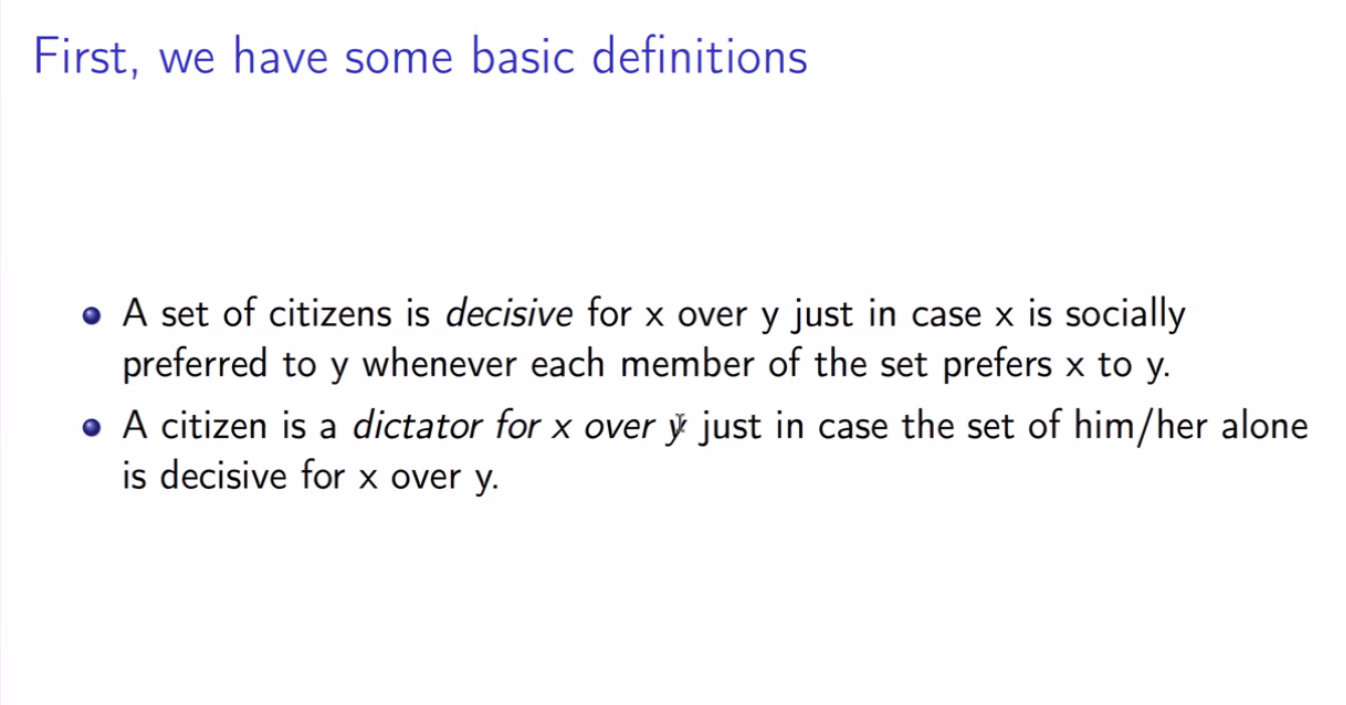 First, we have some basic definitions
A set of citizens is decisive for x over y just in case x is socially
preferred to y whenever each member of the set prefers x to y.
A citizen is a dictator for x over y just in case the set of him/her alone
is decisive for x over y.